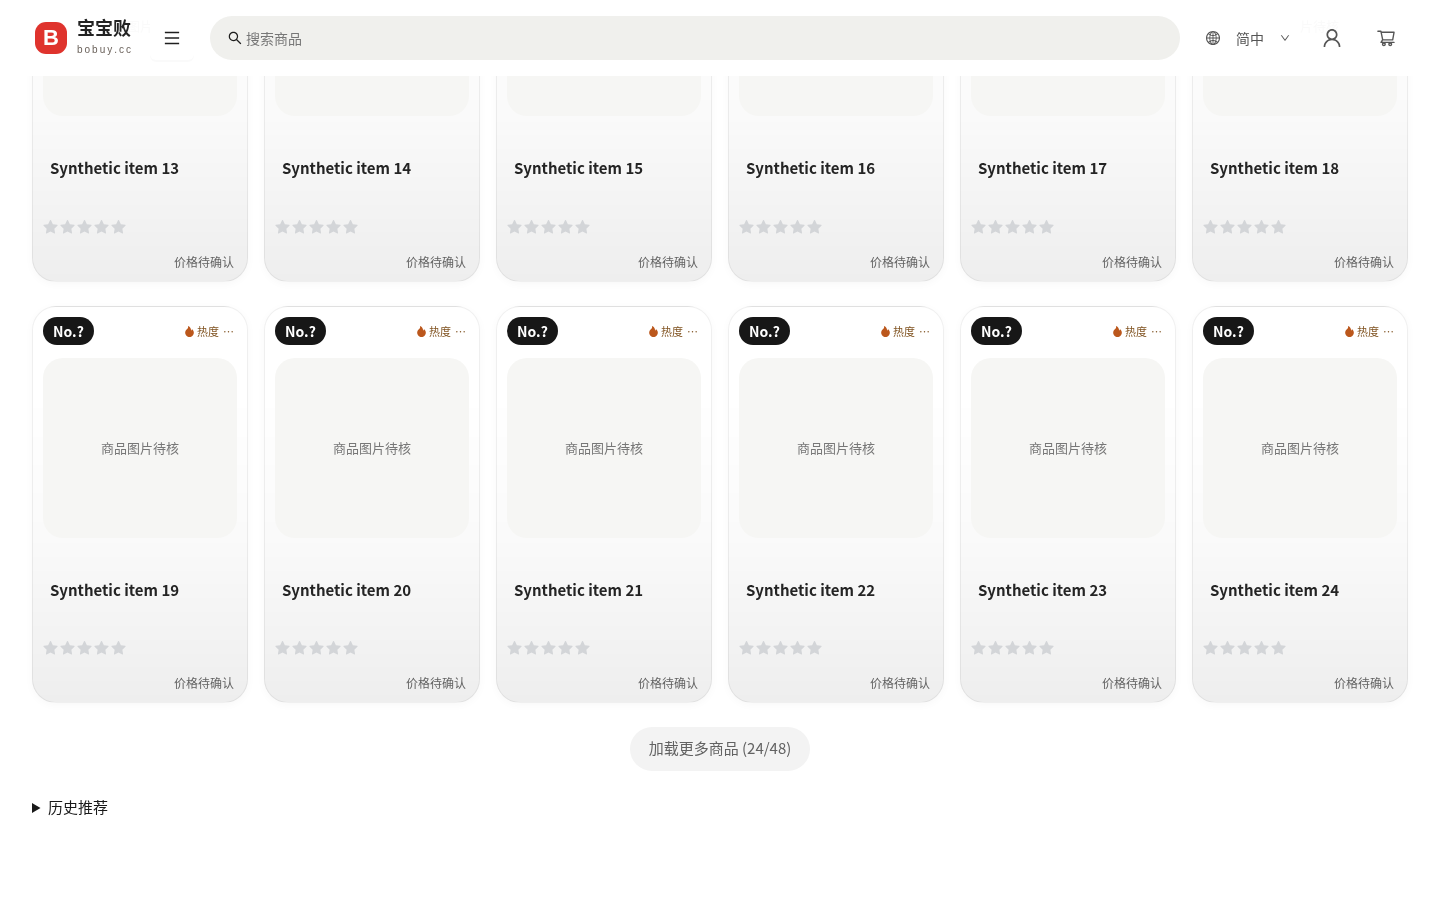 B 宝宝败
bobuy.cc
搜索商品
简中
Synthetic item 13
Synthetic item 14
Synthetic item 15
Synthetic item 16
Synthetic item 17
Synthetic item 18
价格待确认
价格待确认
价格待确认
价格待确认
价格待确认
价格待确认
No.? 热度 ···
No.? 热度 ···
No.? 热度 ···
No.? 热度 ···
No.? 热度 ···
No.? 热度 ···
商品图片待核
商品图片待核
商品图片待核
商品图片待核
商品图片待核
商品图片待核
Synthetic item 19
Synthetic item 20
Synthetic item 21
Synthetic item 22
Synthetic item 23
Synthetic item 24
价格待确认
价格待确认
价格待确认
价格待确认
价格待确认
价格待确认
加载更多商品 (24/48)
历史推荐